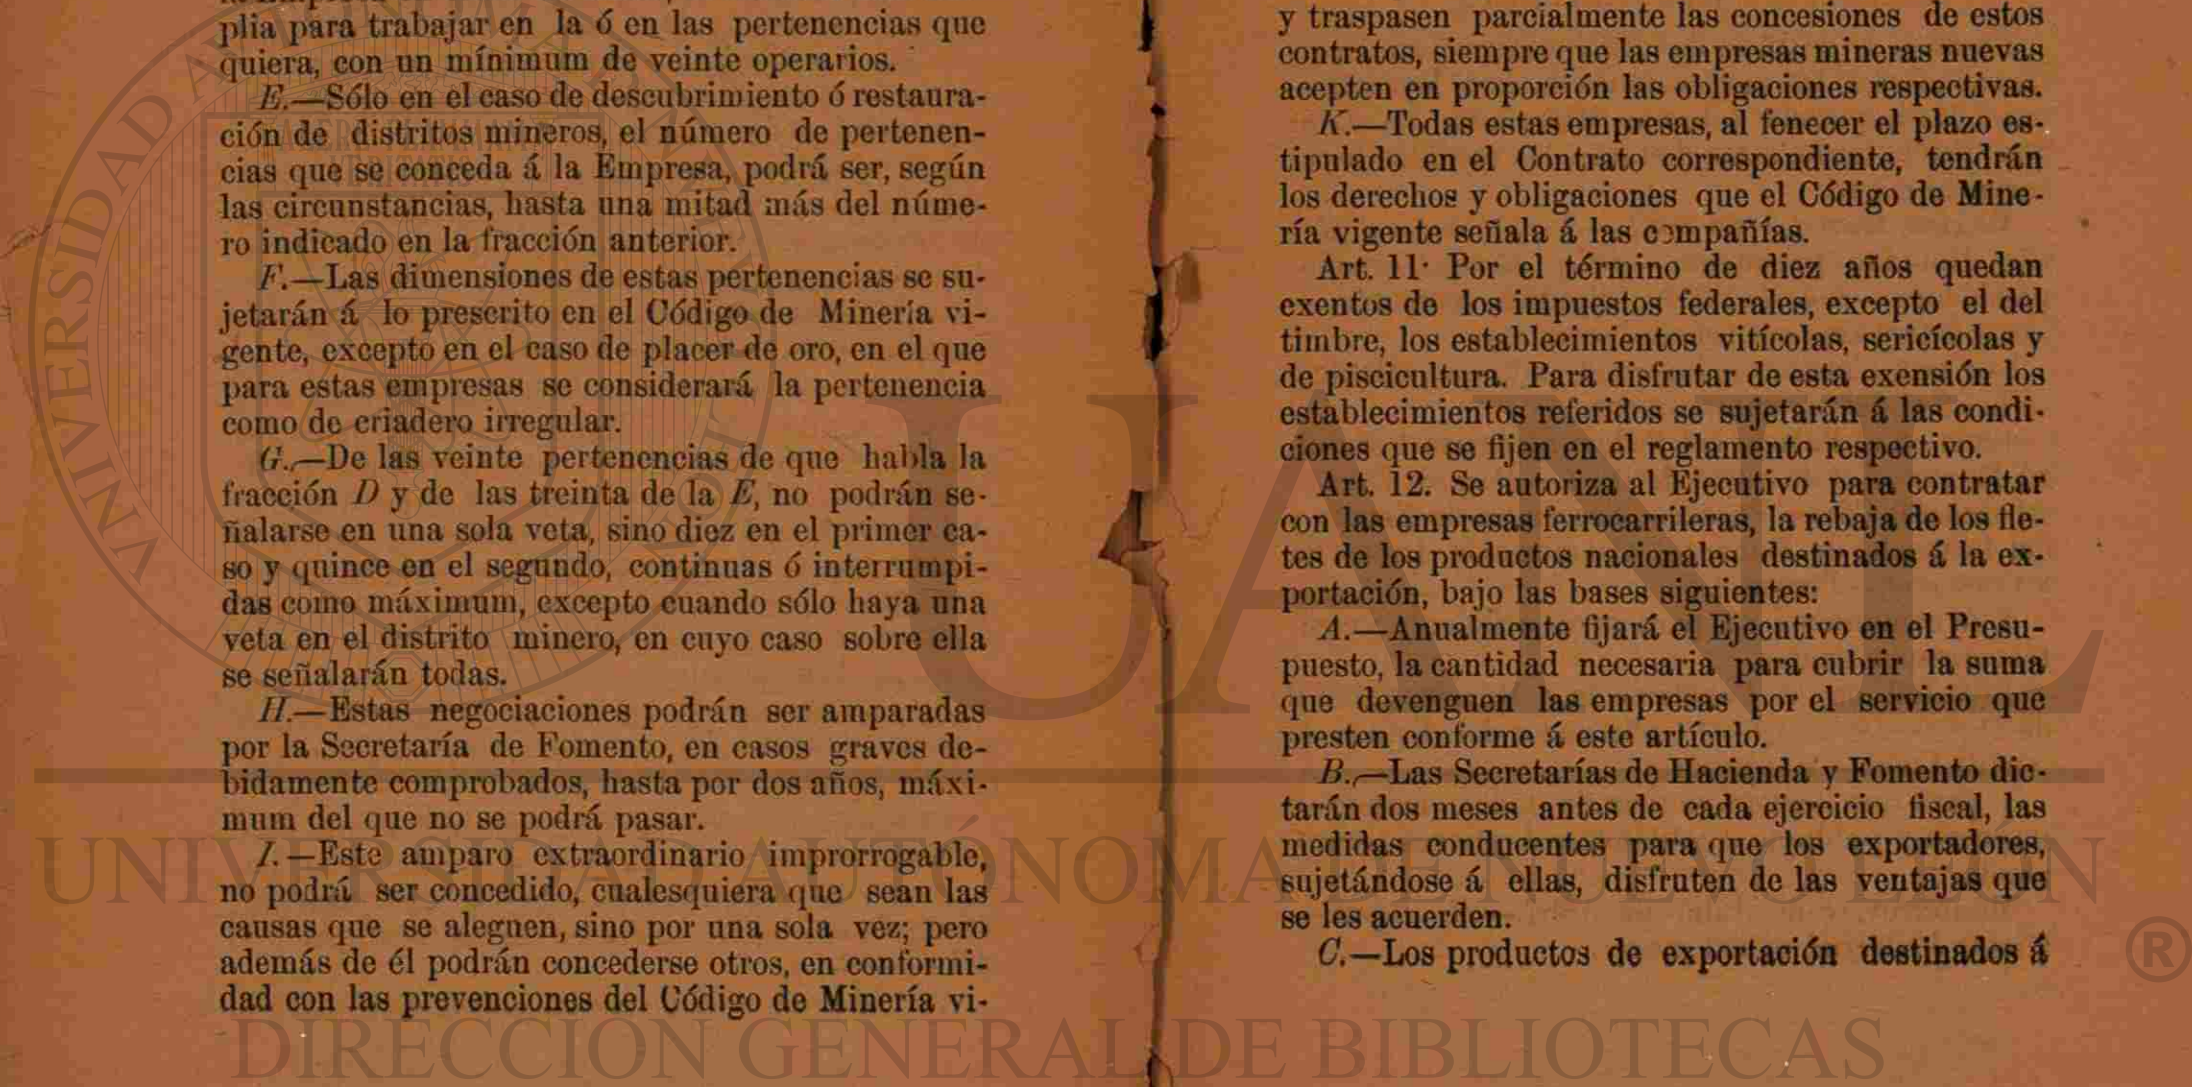 plia para trabajar en la ó en las pertenencias que
quiera, con un mínimum de veinte operarios.
E.—Sólo en el caso de descubrimiento ó restaura-
ción de distritos mineros, el número de pertenen-
cias que se conceda á la Empresa, podrá ser, según
las circunstancias, hasta una mitad más del núme-
ro indicado en la fracción anterior.
F.—Las dimensiones de estas pertenencias se su-
jetarán á lo prescrito en el Código de Minería vi-
gente, excepto en el caso de placer de oro, en el que
para estas empresas se considerará la pertenencia
como de criadero irregular.
G.—De las veinte pertenencias de que habla la
fracción D y de las treinta de la E, no podrán se-
ñalarse en una sola veta, sino diez en el primer ca-
so y quince en el segundo, continuas ó interrumpi-
das como máximum, excepto cuando sólo haya una
veta en el distrito minero, en cuyo caso sobre ella
se señalarán todas.
H.—Estas negociaciones podrán ser amparadas
por la Secretaría de Fomento, en casos graves de-
bidamente comprobados, hasta por dos años, máxi-
mum del que no se podrá pasar.
I.—Este amparo extraordinario improrrogable,
no podrá ser concedido, cualesquiera que sean las
causas que se aleguen, sino por una sola vez; pero
además de él podrán concederse otros, en conformi-
dad con las prevenciones del Código de Minería vi-
y traspasen parcialmente las concesiones de estos
contratos, siempre que las empresas mineras nuevas
acepten en proporción las obligaciones respectivas.
K.—Todas estas empresas, al fenecer el plazo es-
tipulado en el Contrato correspondiente, tendrán
los derechos y obligaciones que el Código de Mine-
ría vigente señala á las compañías.
Art. 11· Por el término de diez años quedan
exentos de los impuestos federales, excepto el del
timbre, los establecimientos vitícolas, sericícolas y
de piscicultura. Para disfrutar de esta exensión los
establecimientos referidos se sujetarán á las condi-
ciones que se fijen en el reglamento respectivo.
Art. 12. Se autoriza al Ejecutivo para contratar
con las empresas ferrocarrileras, la rebaja de los fle-
tes de los productos nacionales destinados á la ex-
portación, bajo las bases siguientes:
A.—Anualmente fijará el Ejecutivo en el Presu-
puesto, la cantidad necesaria para cubrir la suma
que devenguen las empresas por el servicio que
presten conforme á este artículo.
B.—Las Secretarías de Hacienda y Fomento dic-
tarán dos meses antes de cada ejercicio fiscal, las
medidas conducentes para que los exportadores,
sujetándose á ellas, disfruten de las ventajas que
se les acuerden.
C.—Los productos de exportación destinados á
UANL
UNIVERSIDAD AUTÓNOMA DE NUEVO LEÓN
®
DIRECCIÓN GENERAL DE BIBLIOTECAS